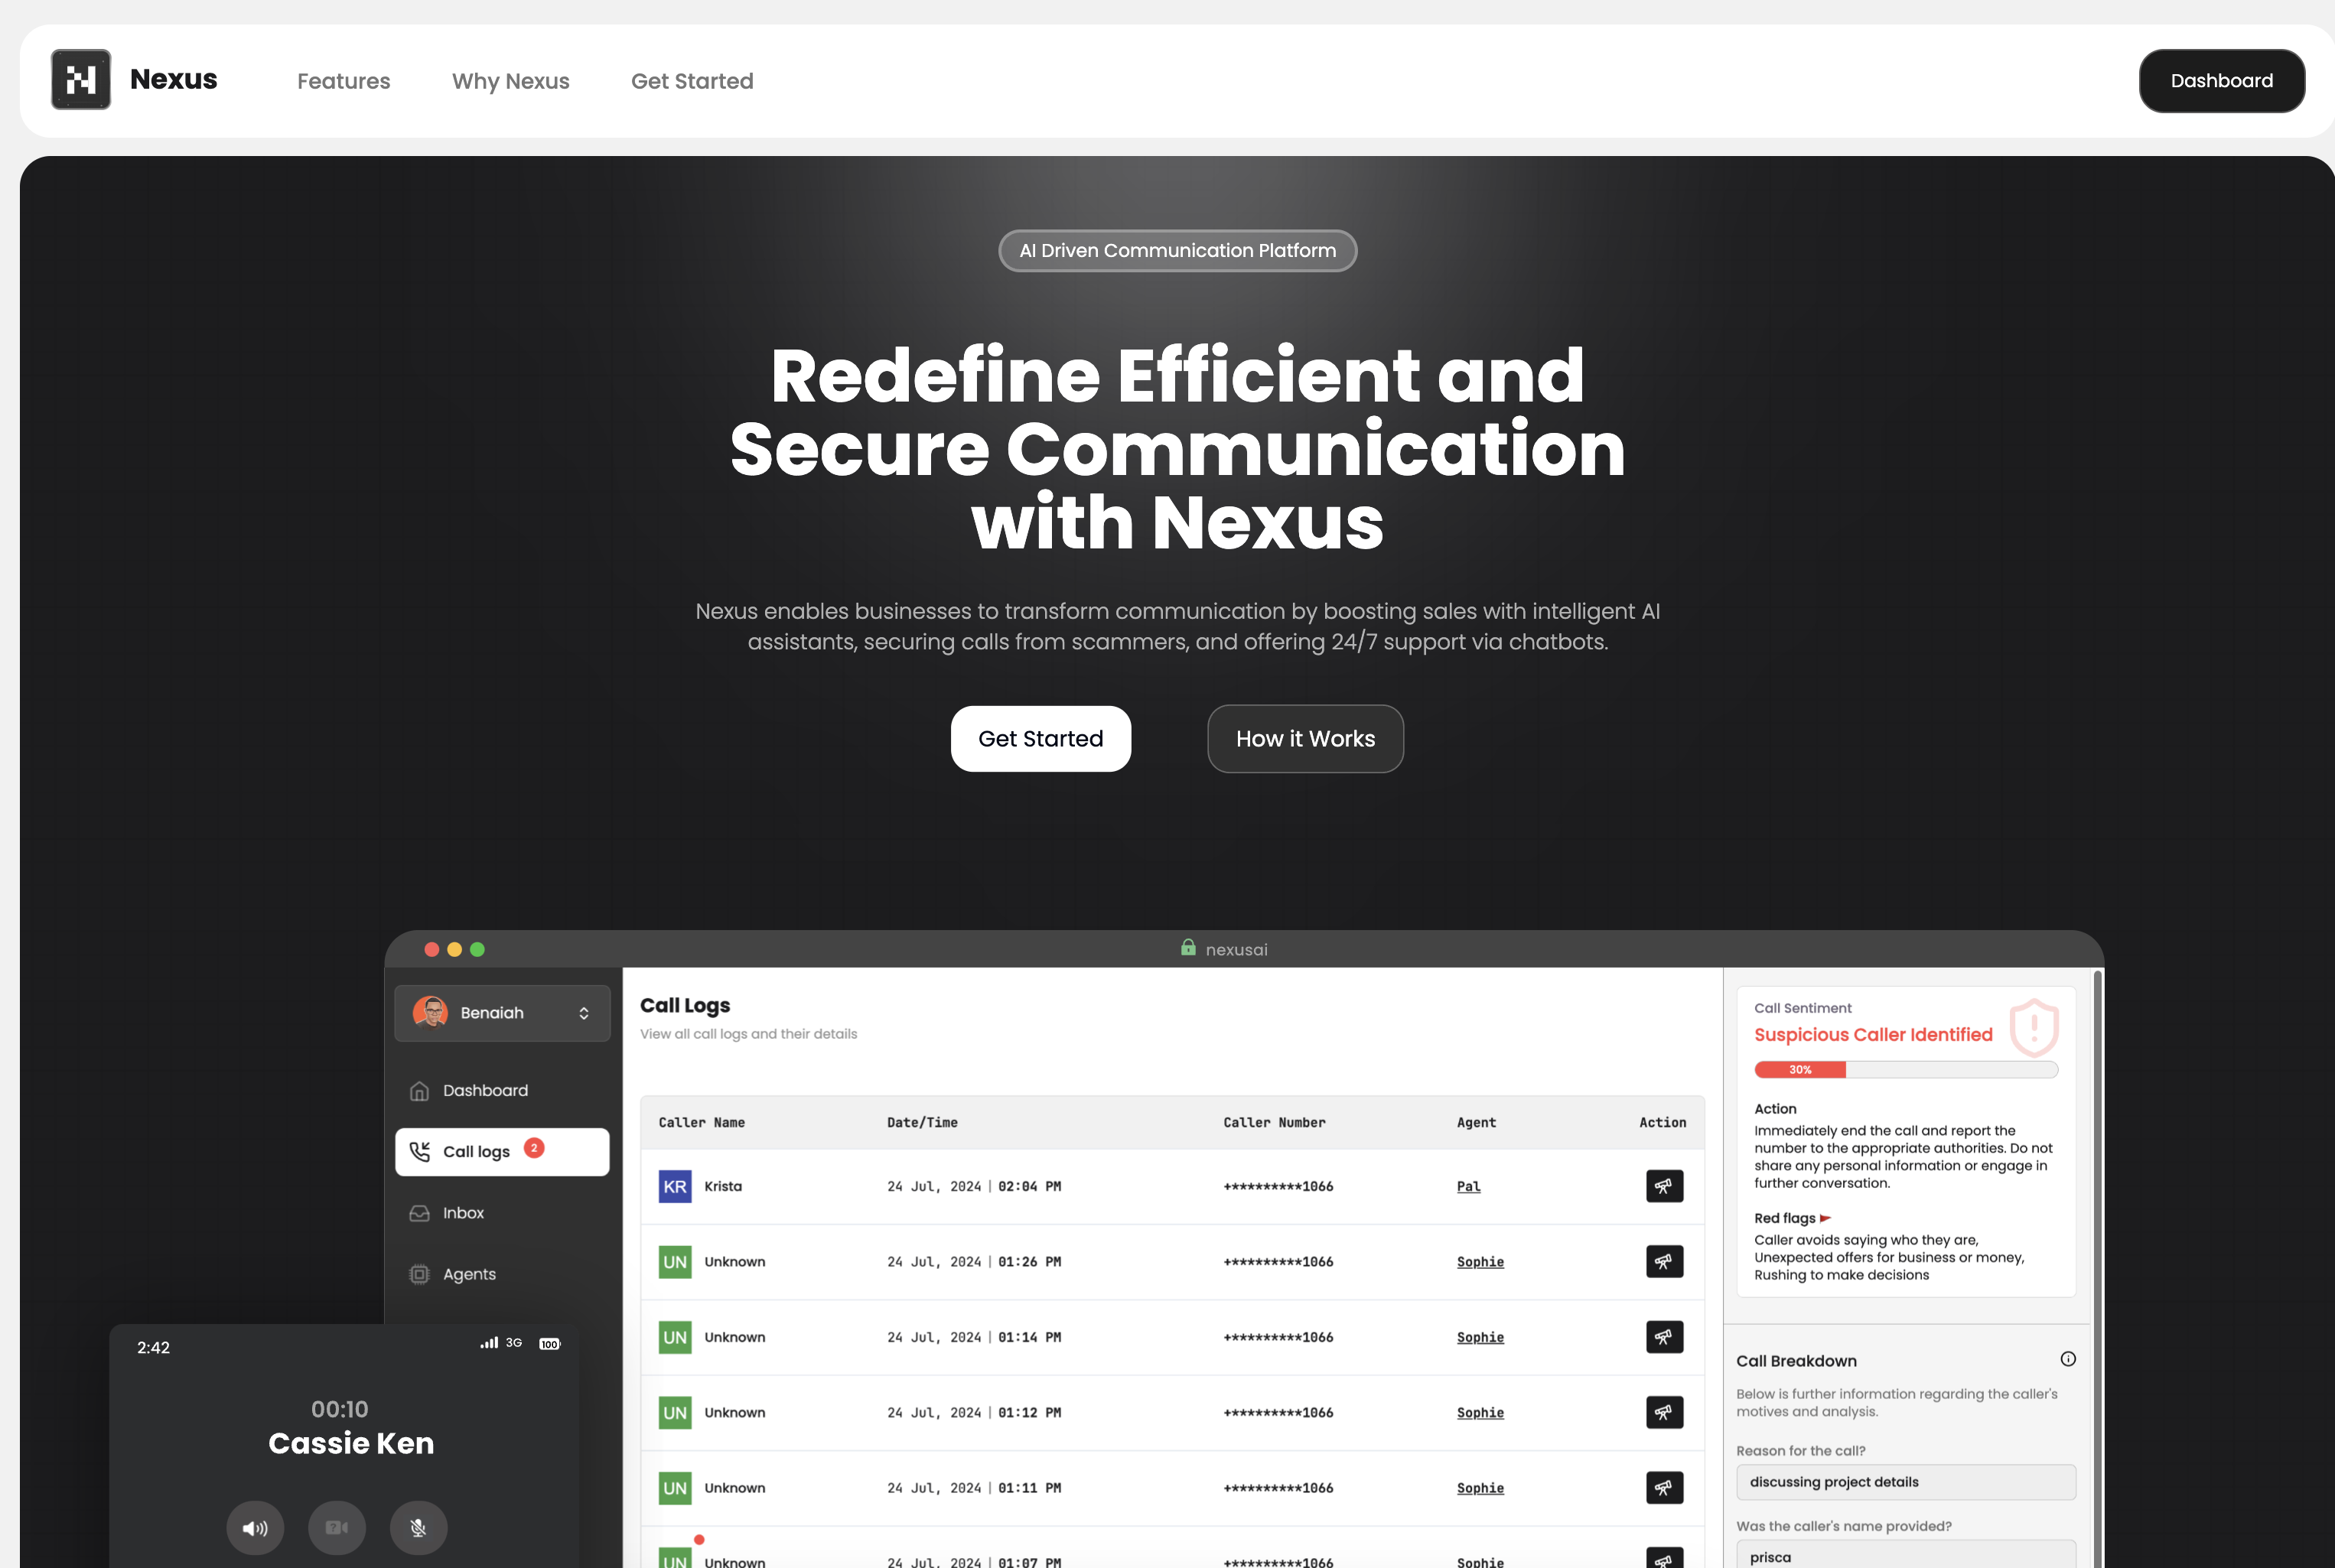 Nexus
Features
Why Nexus
Get Started
Dashboard
AI Driven Communication Platform
Redefine Efficient and
Secure Communication
with Nexus
Nexus enables businesses to transform communication by boosting sales with intelligent AI
assistants, securing calls from scammers, and offering 24/7 support via chatbots.
Get Started
How it Works
nexusai
Benaiah
Dashboard
Call logs 2
Inbox
Agents
2:42 3G 100
00:10
Cassie Ken
Call Logs
View all call logs and their details
Caller Name Date/Time Caller Number Agent Action
KR Krista 24 Jul, 2024 | 02:04 PM +**********1066 Pal
UN Unknown 24 Jul, 2024 | 01:26 PM +**********1066 Sophie
UN Unknown 24 Jul, 2024 | 01:14 PM +**********1066 Sophie
UN Unknown 24 Jul, 2024 | 01:12 PM +**********1066 Sophie
UN Unknown 24 Jul, 2024 | 01:11 PM +**********1066 Sophie
UN Unknown 24 Jul, 2024 | 01:07 PM +**********1066 Sophie
Call Sentiment
Suspicious Caller Identified
30%
Action
Immediately end the call and report the
number to the appropriate authorities. Do not
share any personal information or engage in
further conversation.
Red flags
Caller avoids saying who they are,
Unexpected offers for business or money,
Rushing to make decisions
Call Breakdown
Below is further information regarding the caller's
motives and analysis.
Reason for the call?
discussing project details
Was the caller's name provided?
prisca